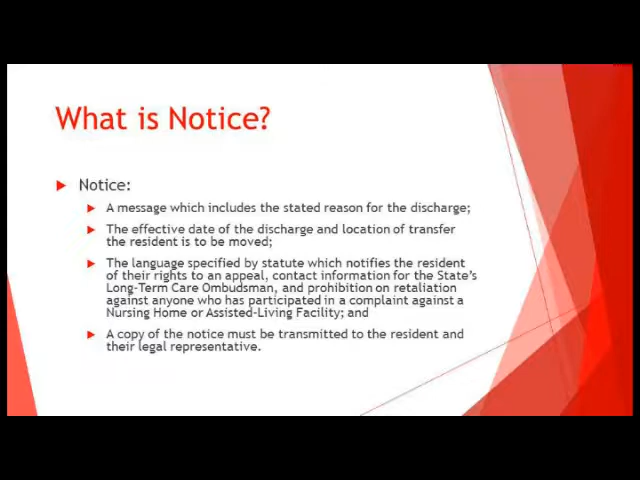 What is Notice?
Notice:
A message which includes the stated reason for the discharge;
The effective date of the discharge and location of transfer
the resident is to be moved;
The language specified by statute which notifies the resident
of their rights to an appeal, contact information for the State's
Long-Term Care Ombudsman, and prohibition on retaliation
against anyone who has participated in a complaint against a
Nursing Home or Assisted-Living Facility; and
A copy of the notice must be transmitted to the resident and
their legal representative.